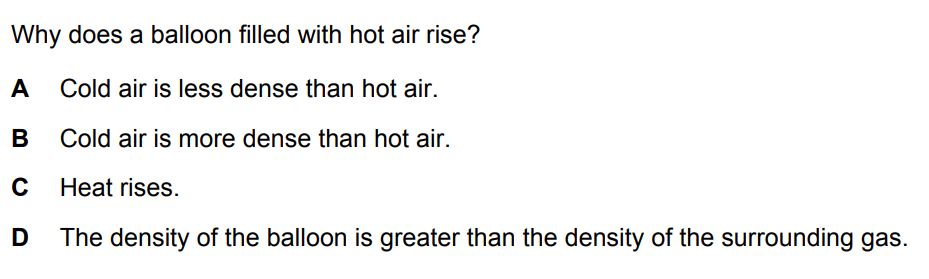 Why does a balloon filled with hot air rise?
A Cold air is less dense than hot air.
B Cold air is more dense than hot air.
C Heat rises.
D The density of the balloon is greater than the density of the surrounding gas.